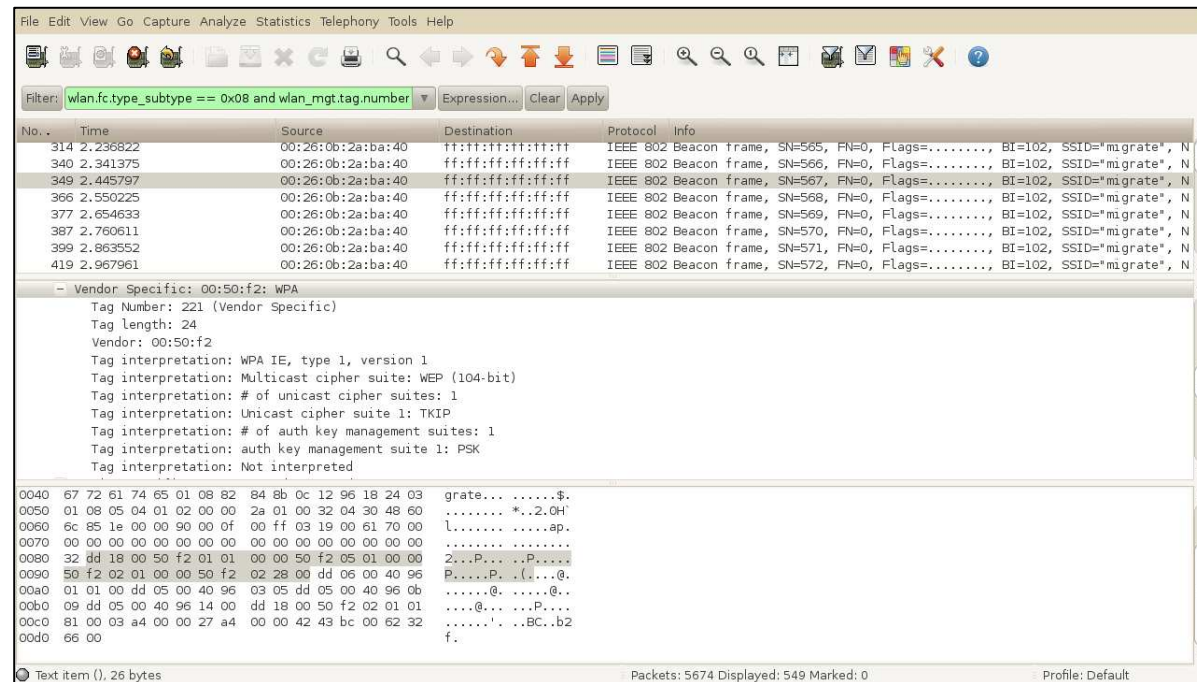 File Edit View Go Capture Analyze Statistics Telephony Tools Help
Filter: wlan.fc.type_subtype == 0x08 and wlan_mgt.tag.number Expression... Clear Apply
No. . Time Source Destination Protocol Info
314 2.236822 00:26:0b:2a:ba:40 ff:ff:ff:ff:ff:ff IEEE 802 Beacon frame, SN=565, FN=0, Flags=........, BI=102, SSID="migrate", N
340 2.341375 00:26:0b:2a:ba:40 ff:ff:ff:ff:ff:ff IEEE 802 Beacon frame, SN=566, FN=0, Flags=........, BI=102, SSID="migrate", N
349 2.445797 00:26:0b:2a:ba:40 ff:ff:ff:ff:ff:ff IEEE 802 Beacon frame, SN=567, FN=0, Flags=........, BI=102, SSID="migrate", N
366 2.550225 00:26:0b:2a:ba:40 ff:ff:ff:ff:ff:ff IEEE 802 Beacon frame, SN=568, FN=0, Flags=........, BI=102, SSID="migrate", N
377 2.654633 00:26:0b:2a:ba:40 ff:ff:ff:ff:ff:ff IEEE 802 Beacon frame, SN=569, FN=0, Flags=........, BI=102, SSID="migrate", N
387 2.760611 00:26:0b:2a:ba:40 ff:ff:ff:ff:ff:ff IEEE 802 Beacon frame, SN=570, FN=0, Flags=........, BI=102, SSID="migrate", N
399 2.863552 00:26:0b:2a:ba:40 ff:ff:ff:ff:ff:ff IEEE 802 Beacon frame, SN=571, FN=0, Flags=........, BI=102, SSID="migrate", N
419 2.967961 00:26:0b:2a:ba:40 ff:ff:ff:ff:ff:ff IEEE 802 Beacon frame, SN=572, FN=0, Flags=........, BI=102, SSID="migrate", N
Vendor Specific: 00:50:f2: WPA
Tag Number: 221 (Vendor Specific)
Tag length: 24
Vendor: 00:50:f2
Tag interpretation: WPA IE, type 1, version 1
Tag interpretation: Multicast cipher suite: WEP (104-bit)
Tag interpretation: # of unicast cipher suites: 1
Tag interpretation: Unicast cipher suite 1: TKIP
Tag interpretation: # of auth key management suites: 1
Tag interpretation: auth key management suite 1: PSK
Tag interpretation: Not interpreted
0040 67 72 61 74 65 01 08 82 84 8b 0c 12 96 18 24 03 grate... ......$.
0050 01 08 05 04 01 02 00 00 2a 01 00 32 04 30 48 60 ........ *..2.0H`
0060 6c 85 1e 00 00 90 00 0f 00 ff 03 19 00 61 70 00 l....... .....ap.
0070 00 00 00 00 00 00 00 00 00 00 00 00 00 00 00 00 ........ ........
0080 32 dd 18 00 50 f2 01 01 00 00 50 f2 05 01 00 00 2...P... ..P.....
0090 50 f2 02 01 00 00 50 f2 02 28 00 dd 06 00 40 96 P.....P. .(....@.
00a0 01 01 00 dd 05 00 40 96 03 05 dd 05 00 40 96 0b ......@. .....@..
00b0 09 dd 05 00 40 96 14 00 dd 18 00 50 f2 02 01 01 ....@... ...P....
00c0 81 00 03 a4 00 00 27 a4 00 00 42 43 bc 00 62 32 ......'. ..BC..b2
00d0 66 00 f.
Text item (), 26 bytes Packets: 5674 Displayed: 549 Marked: 0 Profile: Default